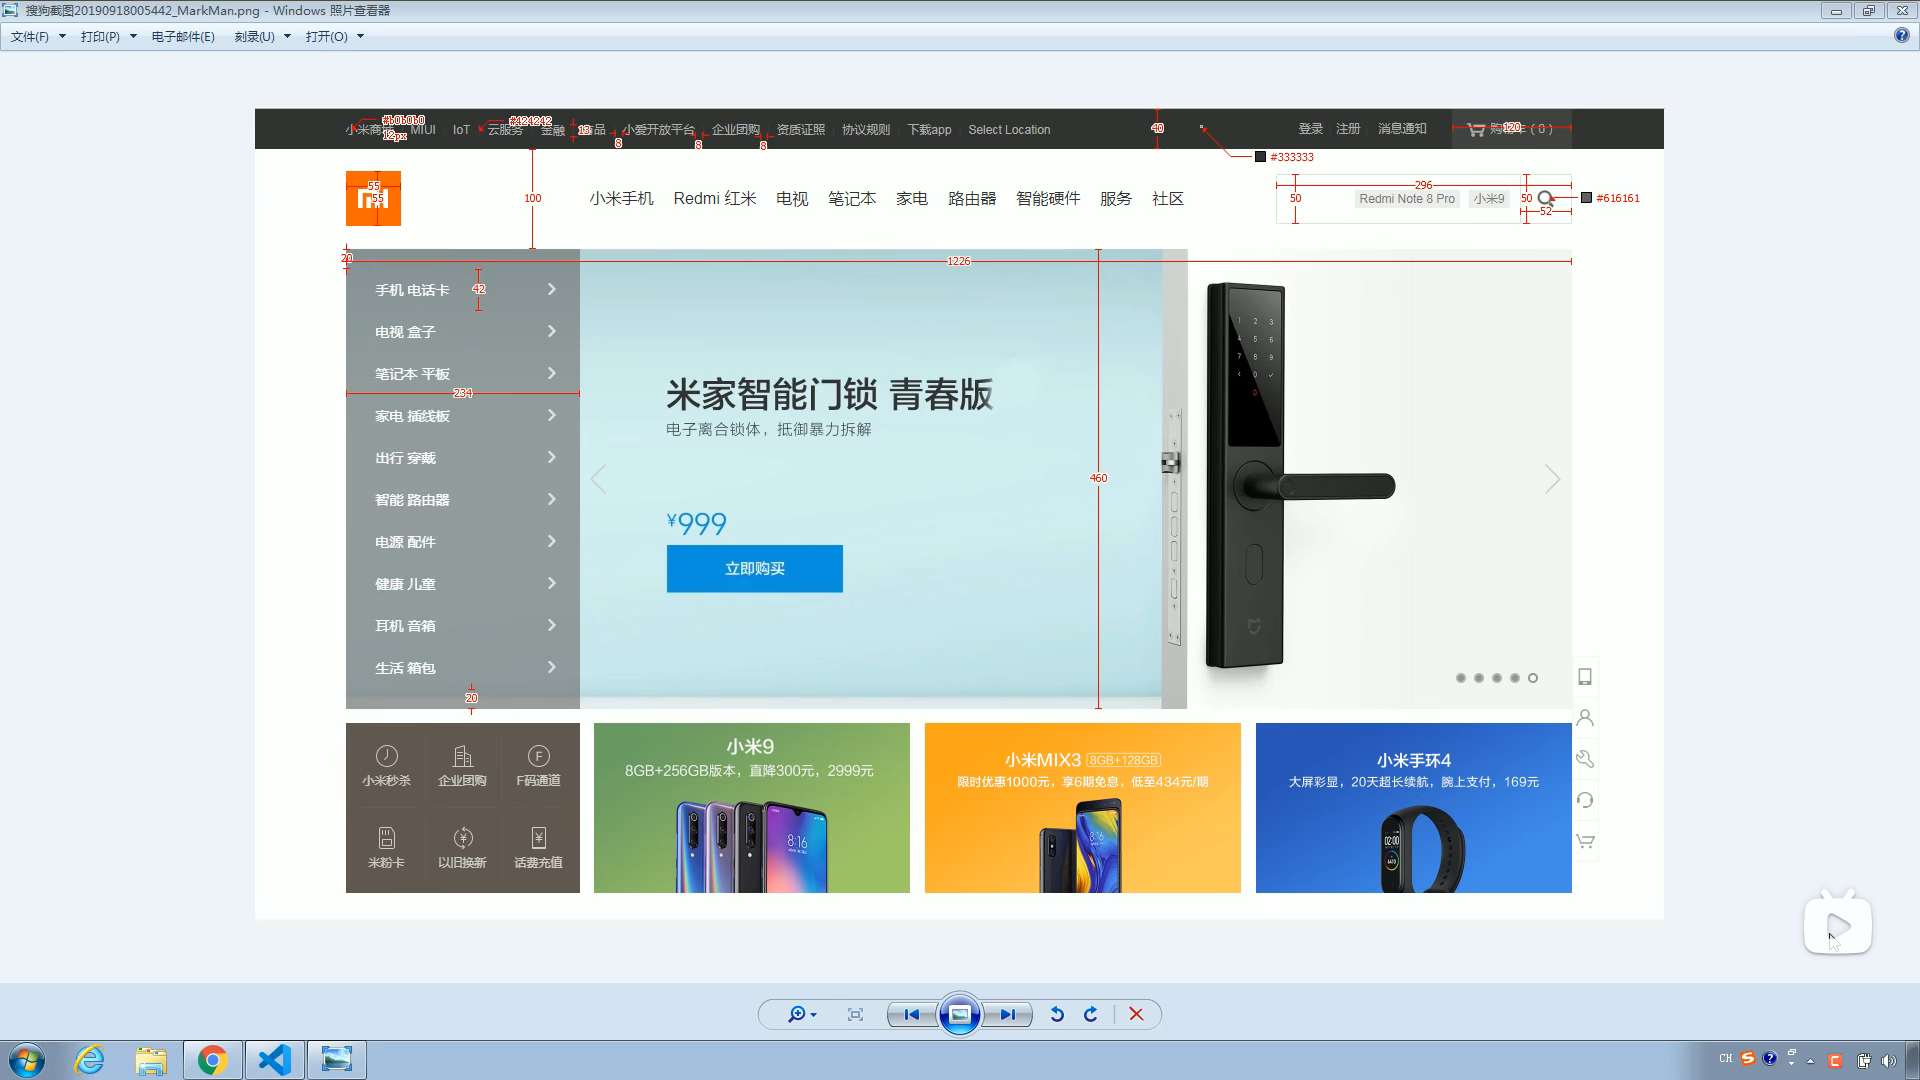 搜狗截图20190918005442_MarkMan.png - Windows 照片查看器
文件(F) 打印(P) 电子邮件(E) 刻录(U) 打开(O)
#b0b0b0 #424242
小米商城 MIUI IoT 云服务 金融 13 有品 小爱开放平台 企业团购 资质证照 协议规则 下载app Select Location 40 登录 注册 消息通知 购物车 ( 0 ) 120
12px 8 8 8
#333333
55 55 100 小米手机 Redmi 红米 电视 笔记本 家电 路由器 智能硬件 服务 社区 296 50 Redmi Note 8 Pro 小米9 50 52 #616161
20 1226
手机 电话卡 42
电视 盒子
笔记本 平板
234
家电 插线板
出行 穿戴
智能 路由器
电源 配件
健康 儿童
耳机 音箱
生活 箱包
20
米家智能门锁 青春版
电子离合锁体，抵御暴力拆解
460
¥999
立即购买
1 2 3
4 5 6
7 8 9
0
小米秒杀 企业团购 F码通道
F
米粉卡 以旧换新 话费充值
小米9
8GB+256GB版本，直降300元，2999元
8:16
小米MIX3 8GB+128GB
限时优惠1000元，享6期免息，低至434元/期
8:16
小米手环4
大屏彩显，20天超长续航，腕上支付，169元
02:00
CH